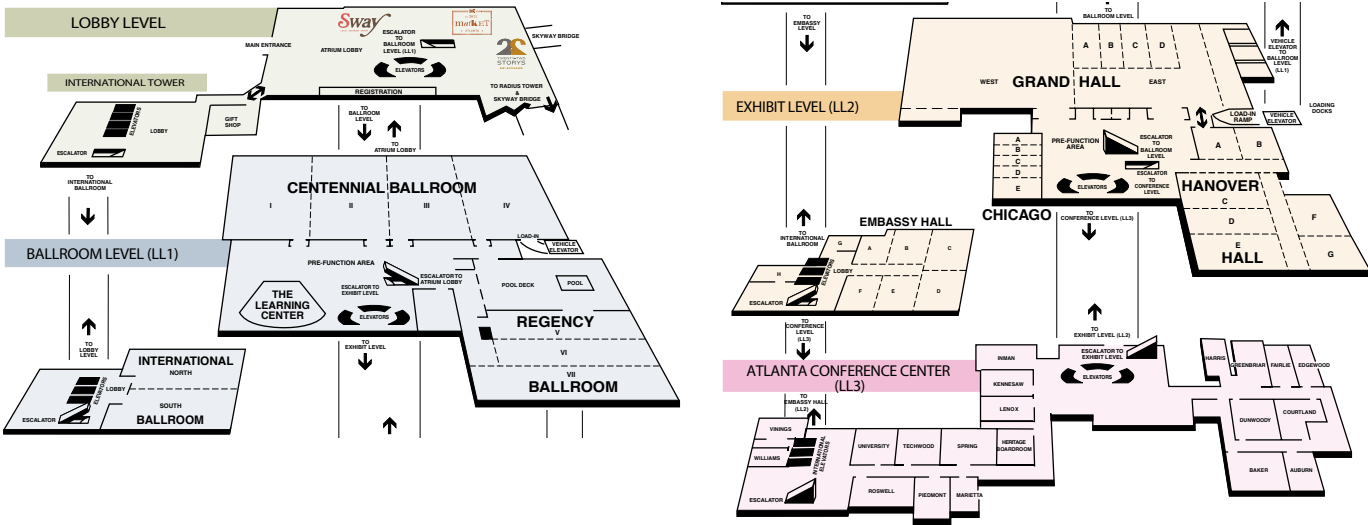 LOBBY LEVEL
Sway
market
TWENTY-TWO
STORYS
SKYWAY BRIDGE
MAIN ENTRANCE
ATRIUM LOBBY
ESCALATOR
TO
BALLROOM
LEVEL (LL1)
ELEVATORS
REGISTRATION
TO RADIUS TOWER
&
SKYWAY BRIDGE
INTERNATIONAL TOWER
ELEVATORS
LOBBY
GIFT
SHOP
ESCALATOR
TO
BALLROOM
LEVEL
TO
ATRIUM LOBBY
TO
INTERNATIONAL
BALLROOM
CENTENNIAL BALLROOM
I
II
III
IV
BALLROOM LEVEL (LL1)
LOAD-IN
VEHICLE
ELEVATOR
PRE-FUNCTION AREA
ESCALATOR TO
ATRIUM LOBBY
ESCALATOR TO
EXHIBIT LEVEL
ELEVATORS
THE
LEARNING
CENTER
POOL DECK
POOL
REGENCY
V
VI
VII
BALLROOM
TO
LOBBY
LEVEL
TO
EXHIBIT LEVEL
INTERNATIONAL
NORTH
LOBBY
ELEVATORS
SOUTH
BALLROOM
ESCALATOR
TO
EMBASSY
LEVEL
TO
BALLROOM LEVEL
TO
VEHICLE
ELEVATOR TO
BALLROOM
LEVEL
(LL1)
A
B
C
D
WEST
GRAND HALL
EAST
EXHIBIT LEVEL (LL2)
LOADING
DOCKS
LOAD-IN
RAMP
VEHICLE
ELEVATOR
PRE-FUNCTION
AREA
ESCALATOR
TO
BALLROOM
LEVEL
ESCALATOR
TO
CONFERENCE
LEVEL
ELEVATORS
A
B
C
D
E
CHICAGO
A
B
HANOVER
C
D
E
F
G
HALL
TO
CONFERENCE LEVEL (LL3)
EMBASSY HALL
TO
INTERNATIONAL
BALLROOM
G
A
B
C
LOBBY
ELEVATORS
H
F
E
D
ESCALATOR
TO
CONFERENCE
LEVEL
(LL3)
TO
EXHIBIT LEVEL (LL2)
ATLANTA CONFERENCE CENTER
(LL3)
INMAN
KENNESAW
LENOX
HERITAGE
BOARDROOM
ESCALATOR TO
EXHIBIT LEVEL
ELEVATORS
HARRIS
GREENBRIAR
FAIRLIE
EDGEWOOD
DUNWOODY
COURTLAND
BAKER
AUBURN
TO
EMBASSY HALL
(LL2)
VININGS
WILLIAMS
INTERNATIONAL
ELEVATORS
UNIVERSITY
TECHWOOD
SPRING
ROSWELL
PIEDMONT
MARIETTA
ESCALATOR